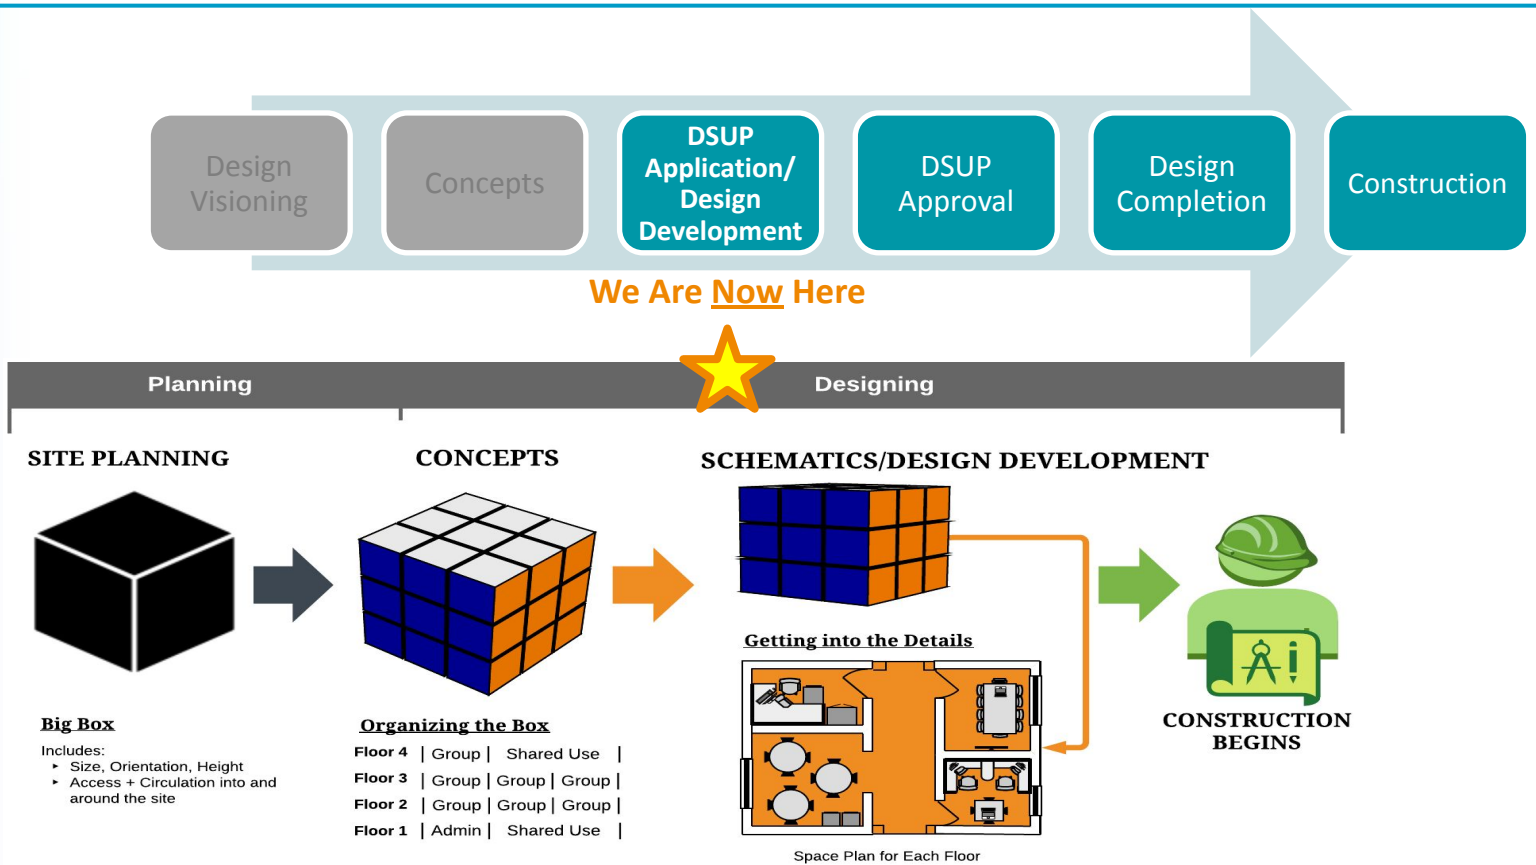 Design
Visioning
Concepts
DSUP
Application/
Design
Development
DSUP
Approval
Design
Completion
Construction
We Are Now Here
Planning
Designing
SITE PLANNING
CONCEPTS
SCHEMATICS/DESIGN DEVELOPMENT
Big Box
Includes:
▸ Size, Orientation, Height
▸ Access + Circulation into and
around the site
Organizing the Box
Floor 4 | Group | Shared Use |
Floor 3 | Group | Group | Group |
Floor 2 | Group | Group | Group |
Floor 1 | Admin | Shared Use |
Getting into the Details
Space Plan for Each Floor
CONSTRUCTION
BEGINS